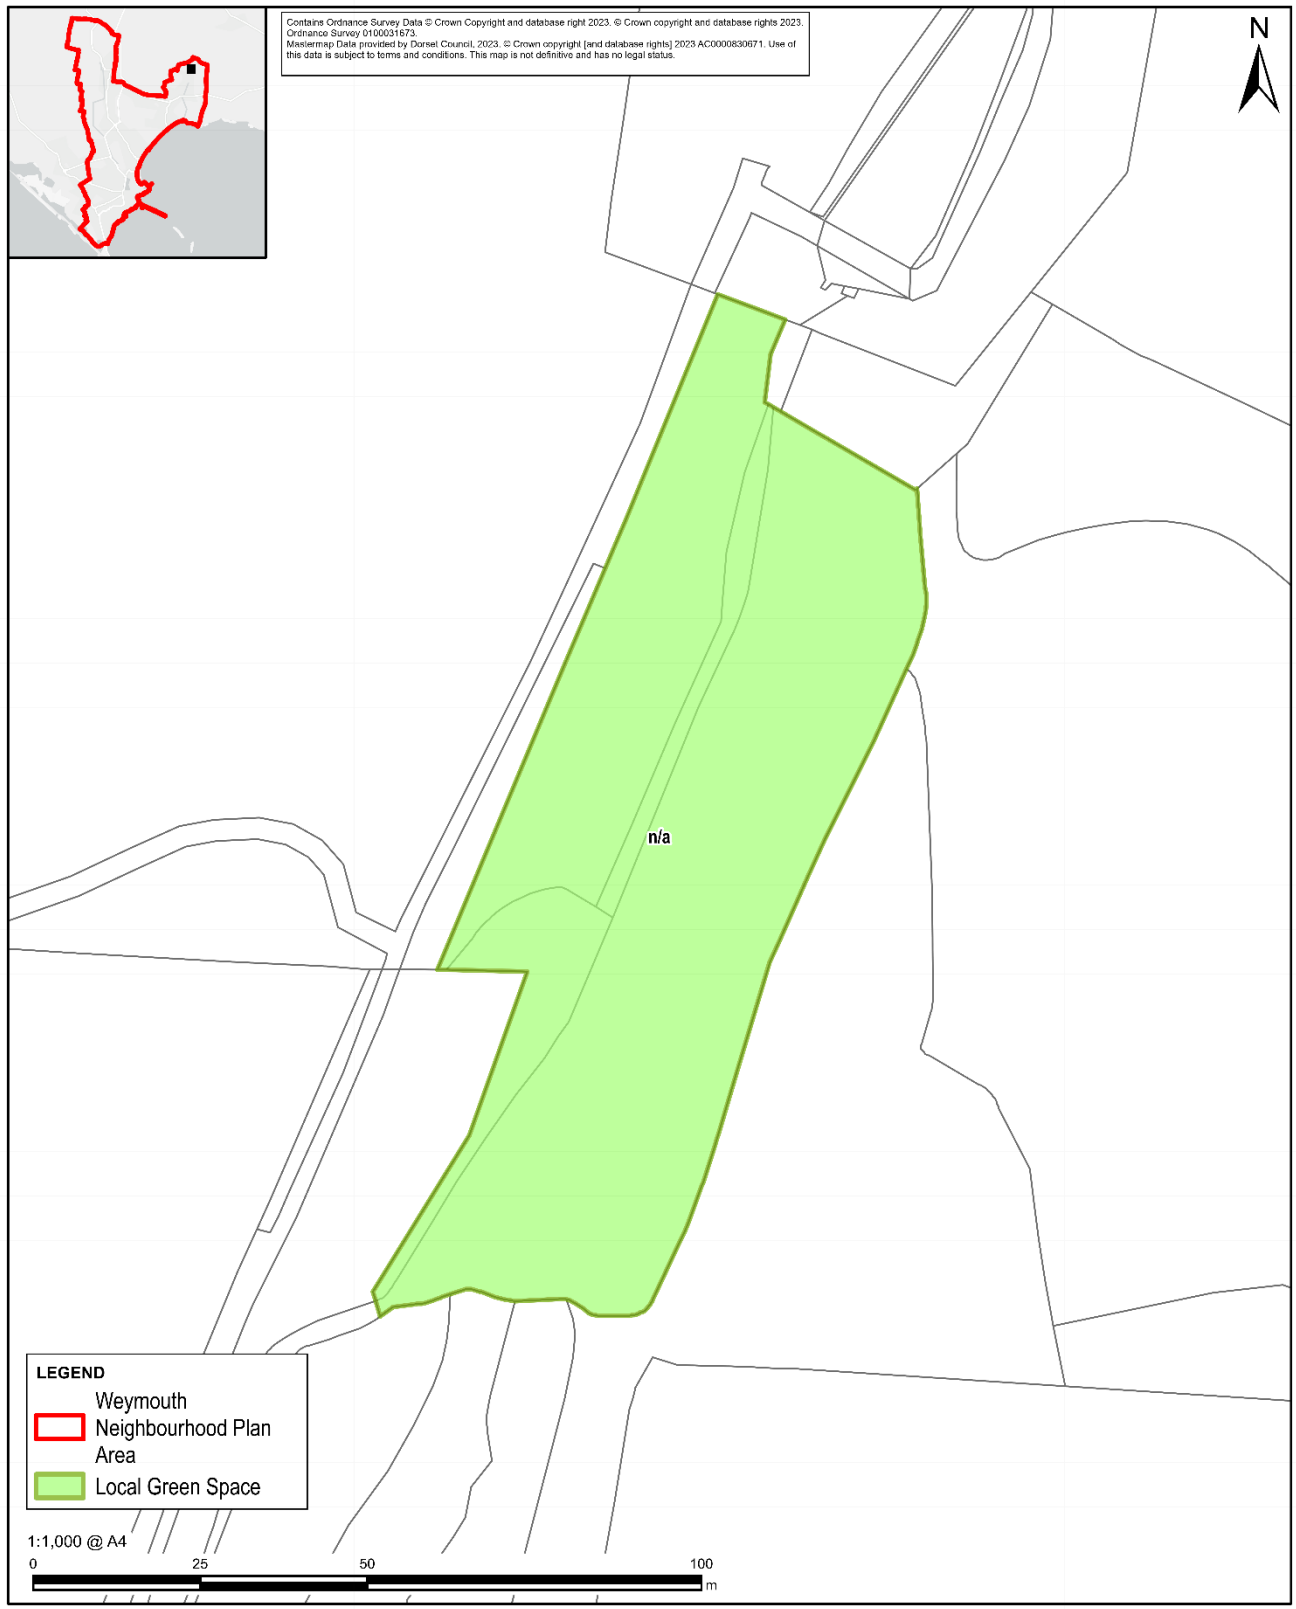 Contains Ordnance Survey Data © Crown Copyright and database right 2023. © Crown copyright and database rights 2023.
Ordnance Survey 0100031673.
Mastermap Data provided by Dorset Council, 2023. © Crown copyright [and database rights] 2023 AC0000830671. Use of
this data is subject to terms and conditions. This map is not definitive and has no legal status.
N
n/a
LEGEND
Weymouth
Neighbourhood Plan
Area
Local Green Space
1:1,000 @ A4
0 25 50 100
m